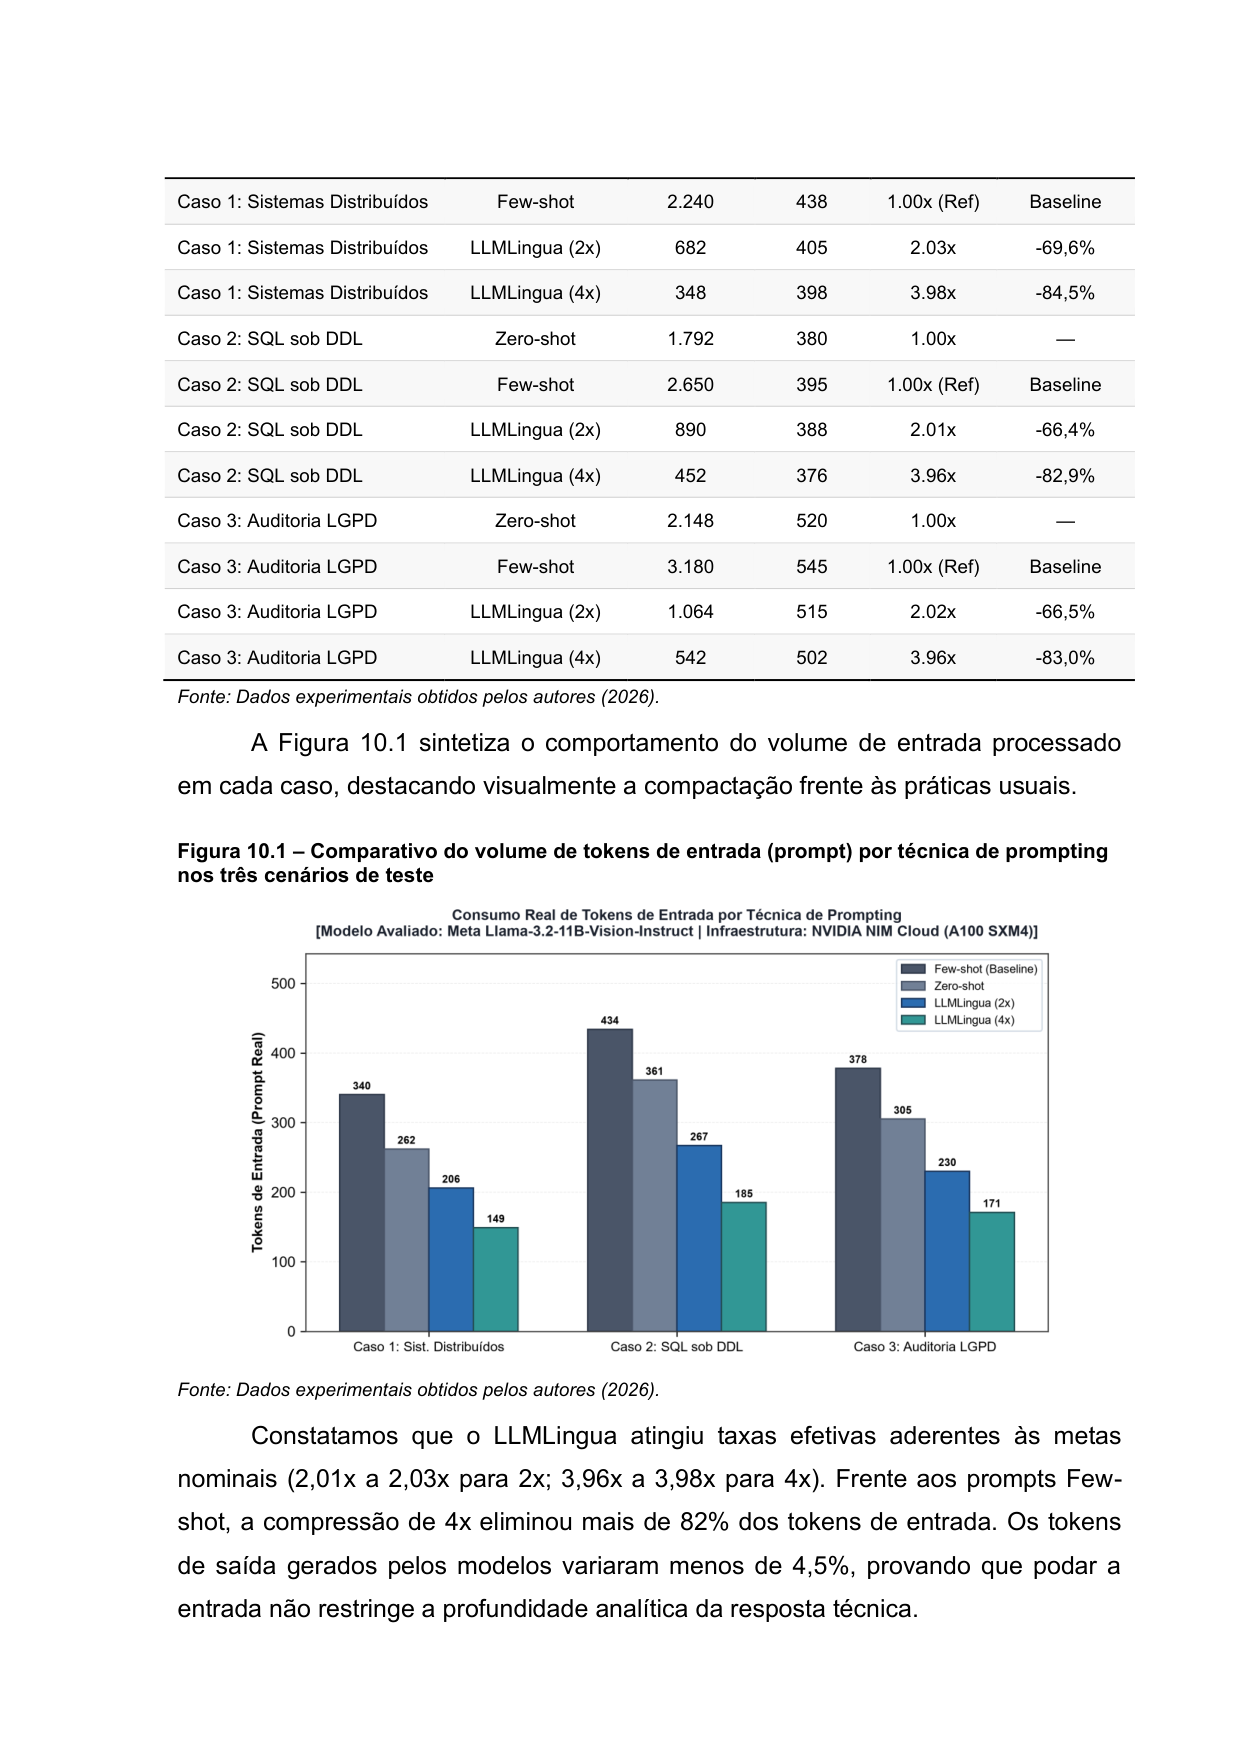 Caso 1: Sistemas Distribuídos Few-shot 2.240 438 1.00x (Ref) Baseline
Caso 1: Sistemas Distribuídos LLMLingua (2x) 682 405 2.03x -69,6%
Caso 1: Sistemas Distribuídos LLMLingua (4x) 348 398 3.98x -84,5%
Caso 2: SQL sob DDL Zero-shot 1.792 380 1.00x —
Caso 2: SQL sob DDL Few-shot 2.650 395 1.00x (Ref) Baseline
Caso 2: SQL sob DDL LLMLingua (2x) 890 388 2.01x -66,4%
Caso 2: SQL sob DDL LLMLingua (4x) 452 376 3.96x -82,9%
Caso 3: Auditoria LGPD Zero-shot 2.148 520 1.00x —
Caso 3: Auditoria LGPD Few-shot 3.180 545 1.00x (Ref) Baseline
Caso 3: Auditoria LGPD LLMLingua (2x) 1.064 515 2.02x -66,5%
Caso 3: Auditoria LGPD LLMLingua (4x) 542 502 3.96x -83,0%
Fonte: Dados experimentais obtidos pelos autores (2026).
A Figura 10.1 sintetiza o comportamento do volume de entrada processado
em cada caso, destacando visualmente a compactação frente às práticas usuais.
Figura 10.1 – Comparativo do volume de tokens de entrada (prompt) por técnica de prompting
nos três cenários de teste
Consumo Real de Tokens de Entrada por Técnica de Prompting
[Modelo Avaliado: Meta Llama-3.2-11B-Vision-Instruct | Infraestrutura: NVIDIA NIM Cloud (A100 SXM4)]
Few-shot (Baseline)
Zero-shot
LLMLingua (2x)
LLMLingua (4x)
Tokens de Entrada (Prompt Real)
500
400
300
200
100
0
340
262
206
149
434
361
267
185
378
305
230
171
Caso 1: Sist. Distribuídos
Caso 2: SQL sob DDL
Caso 3: Auditoria LGPD
Fonte: Dados experimentais obtidos pelos autores (2026).
Constatamos que o LLMLingua atingiu taxas efetivas aderentes às metas
nominais (2,01x a 2,03x para 2x; 3,96x a 3,98x para 4x). Frente aos prompts Few-
shot, a compressão de 4x eliminou mais de 82% dos tokens de entrada. Os tokens
de saída gerados pelos modelos variaram menos de 4,5%, provando que podar a
entrada não restringe a profundidade analítica da resposta técnica.